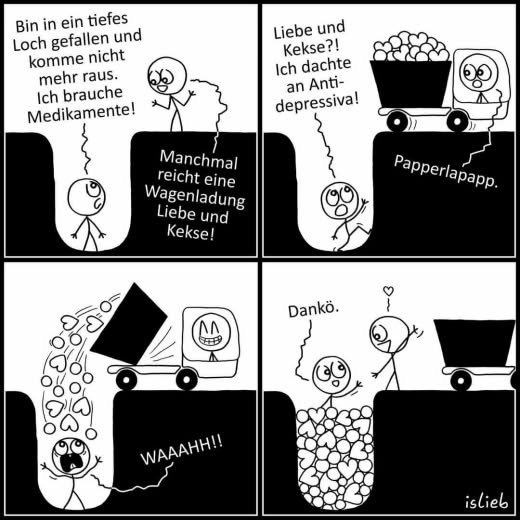 Bin in ein tiefes
Loch gefallen und
komme nicht
mehr raus.
Ich brauche
Medikamente!
Manchmal
reicht eine
Wagenladung
Liebe und
Kekse!
Liebe und
Kekse?!
Ich dachte
an Anti-
depressiva!
Papperlapapp.
WAAAHH!!
Dankö.
islieb